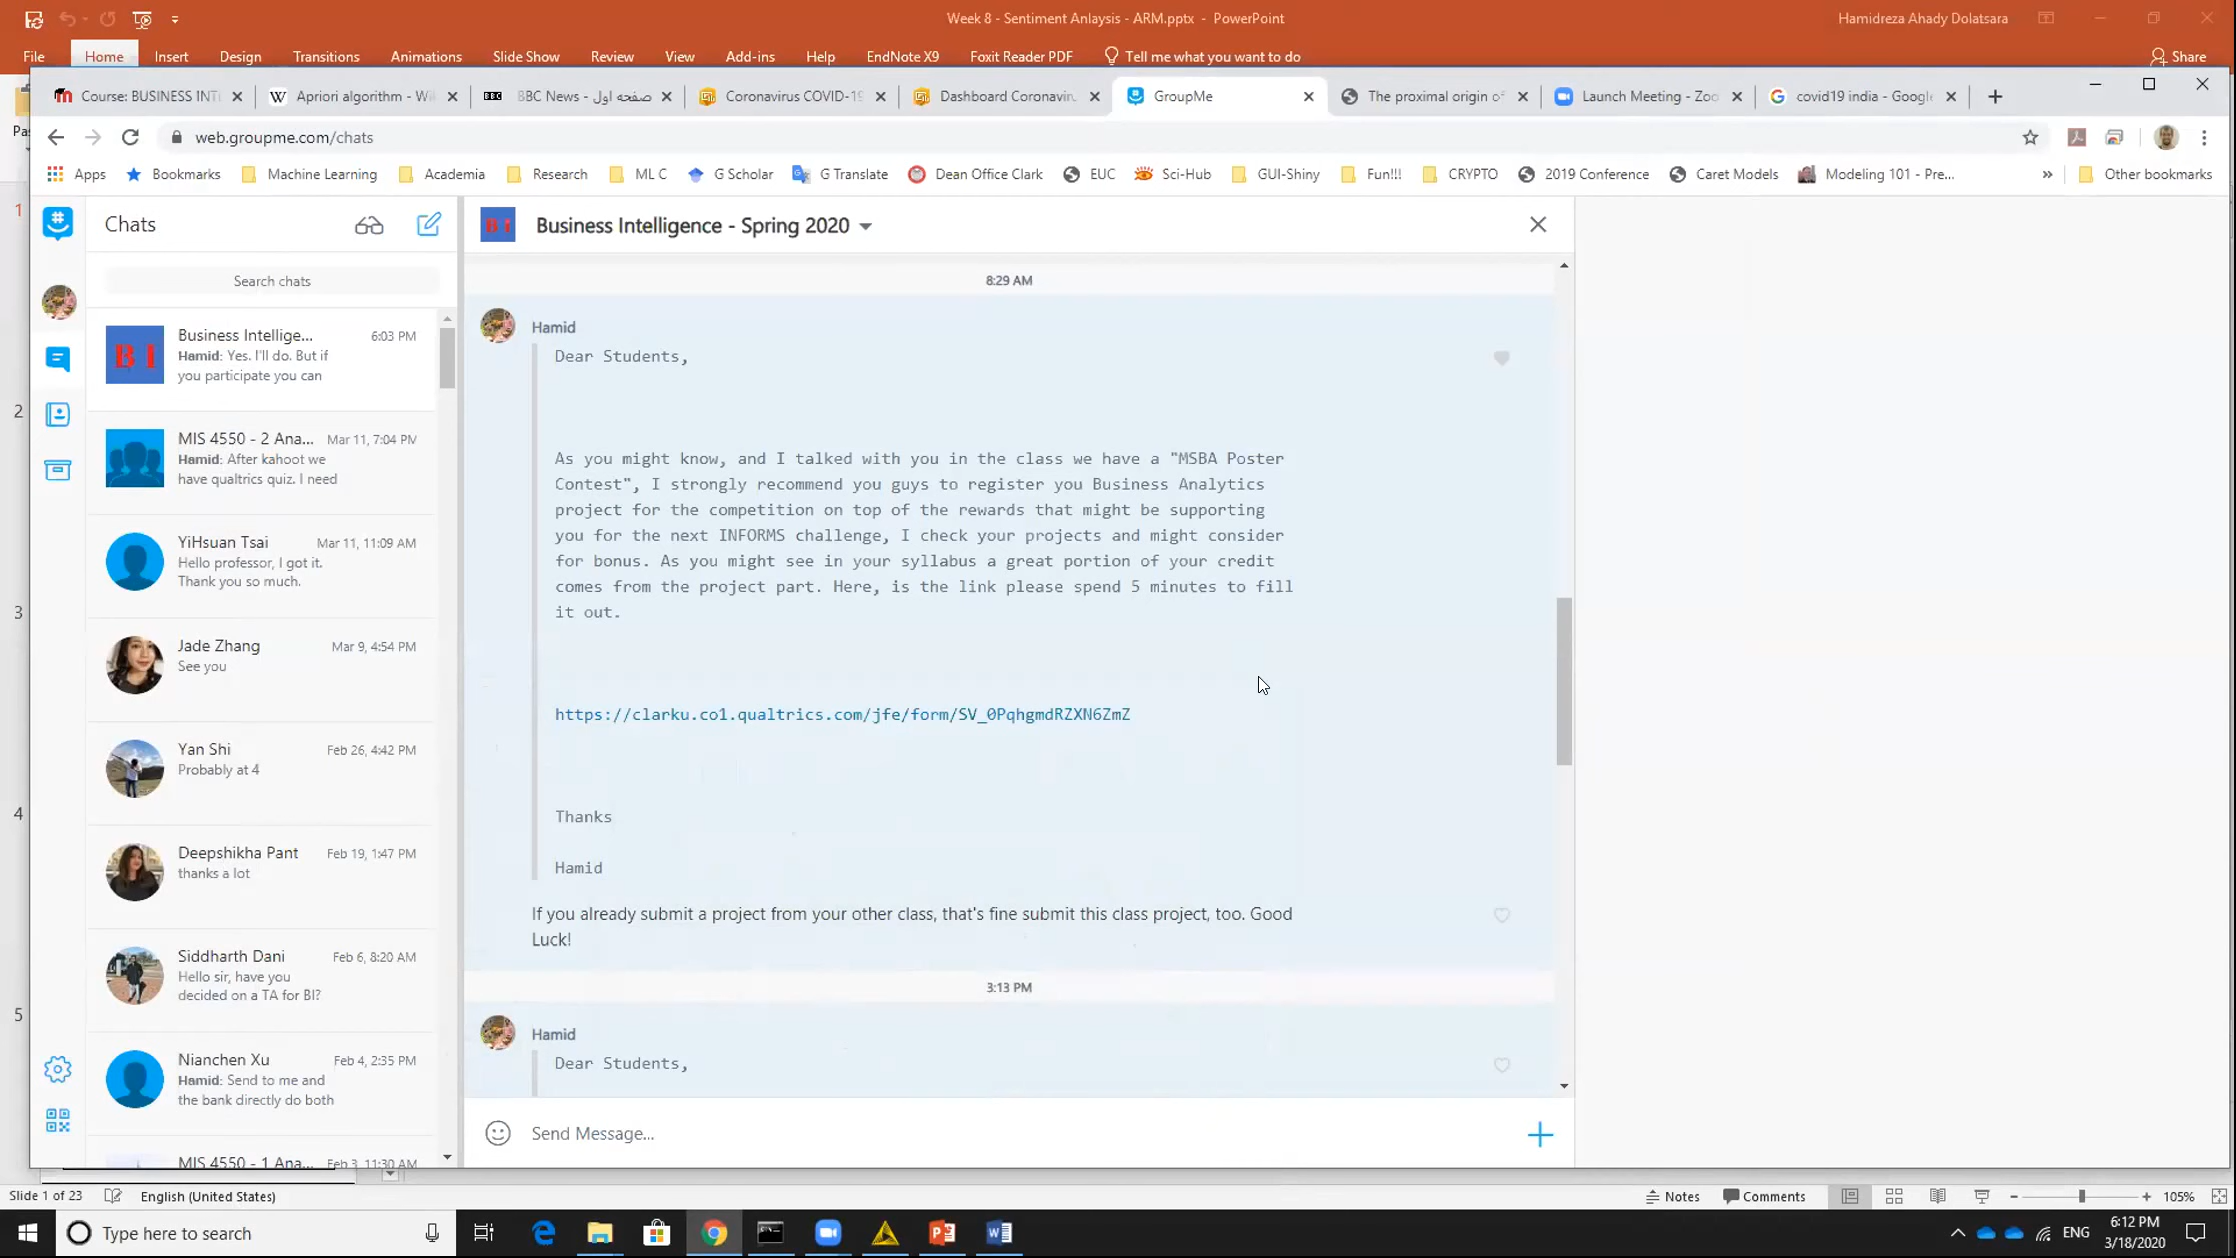 Week 8 - Sentiment Anlaysis - ARM.pptx - PowerPoint
Hamidreza Ahady Dolatsara
File Home Insert Design Transitions Animations Slide Show Review View Add-ins Help EndNote X9 Foxit Reader PDF Tell me what you want to do Share
Course: BUSINESS INT
Apriori algorithm - Wi
BBC News - صفحه اول
Coronavirus COVID-19
Dashboard Coronavir
GroupMe
The proximal origin of
Launch Meeting - Zoo
covid19 india - Google
web.groupme.com/chats
Apps Bookmarks Machine Learning Academia Research ML C G Scholar G Translate Dean Office Clark EUC Sci-Hub GUI-Shiny Fun!!! CRYPTO 2019 Conference Caret Models Modeling 101 - Pre... » Other bookmarks
Chats
Search chats
Business Intellige... 6:03 PM
Hamid: Yes. I'll do. But if
you participate you can
MIS 4550 - 2 Ana... Mar 11, 7:04 PM
Hamid: After kahoot we
have qualtrics quiz. I need
YiHsuan Tsai Mar 11, 11:09 AM
Hello professor, I got it.
Thank you so much.
Jade Zhang Mar 9, 4:54 PM
See you
Yan Shi Feb 26, 4:42 PM
Probably at 4
Deepshikha Pant Feb 19, 1:47 PM
thanks a lot
Siddharth Dani Feb 6, 8:20 AM
Hello sir, have you
decided on a TA for BI?
Nianchen Xu Feb 4, 2:35 PM
Hamid: Send to me and
the bank directly do both
MIS 4550 - 1 Ana... Feb 3, 11:30 AM
BI
BI
Business Intelligence - Spring 2020
8:29 AM
Hamid
Dear Students,
As you might know, and I talked with you in the class we have a "MSBA Poster
Contest", I strongly recommend you guys to register you Business Analytics
project for the competition on top of the rewards that might be supporting
you for the next INFORMS challenge, I check your projects and might consider
for bonus. As you might see in your syllabus a great portion of your credit
comes from the project part. Here, is the link please spend 5 minutes to fill
it out.
https://clarku.co1.qualtrics.com/jfe/form/SV_0PqhgmdRZXN6ZmZ
Thanks
Hamid
If you already submit a project from your other class, that's fine submit this class project, too. Good
Luck!
3:13 PM
Hamid
Dear Students,
Send Message...
1
2
3
4
5
Slide 1 of 23 English (United States) Notes Comments 105%
Type here to search
ENG
6:12 PM
3/18/2020